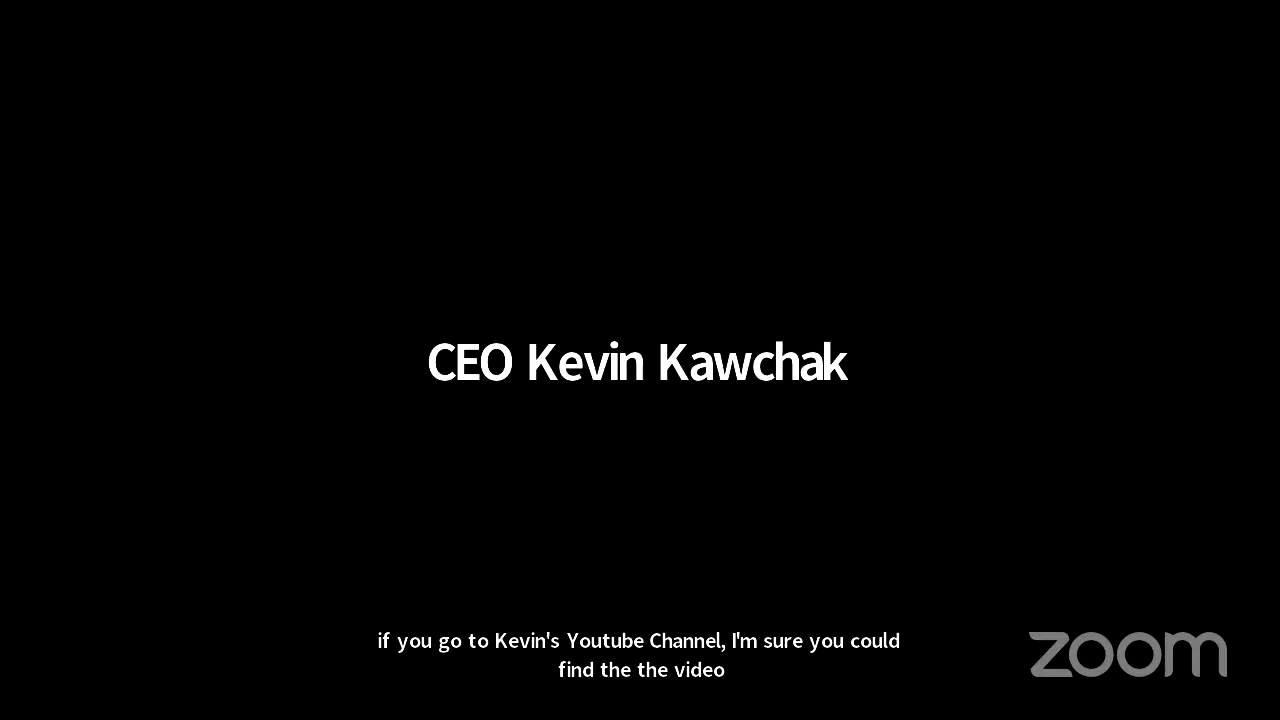 CEO Kevin Kawchak
if you go to Kevin's Youtube Channel, I'm sure you could
find the the video
zoom